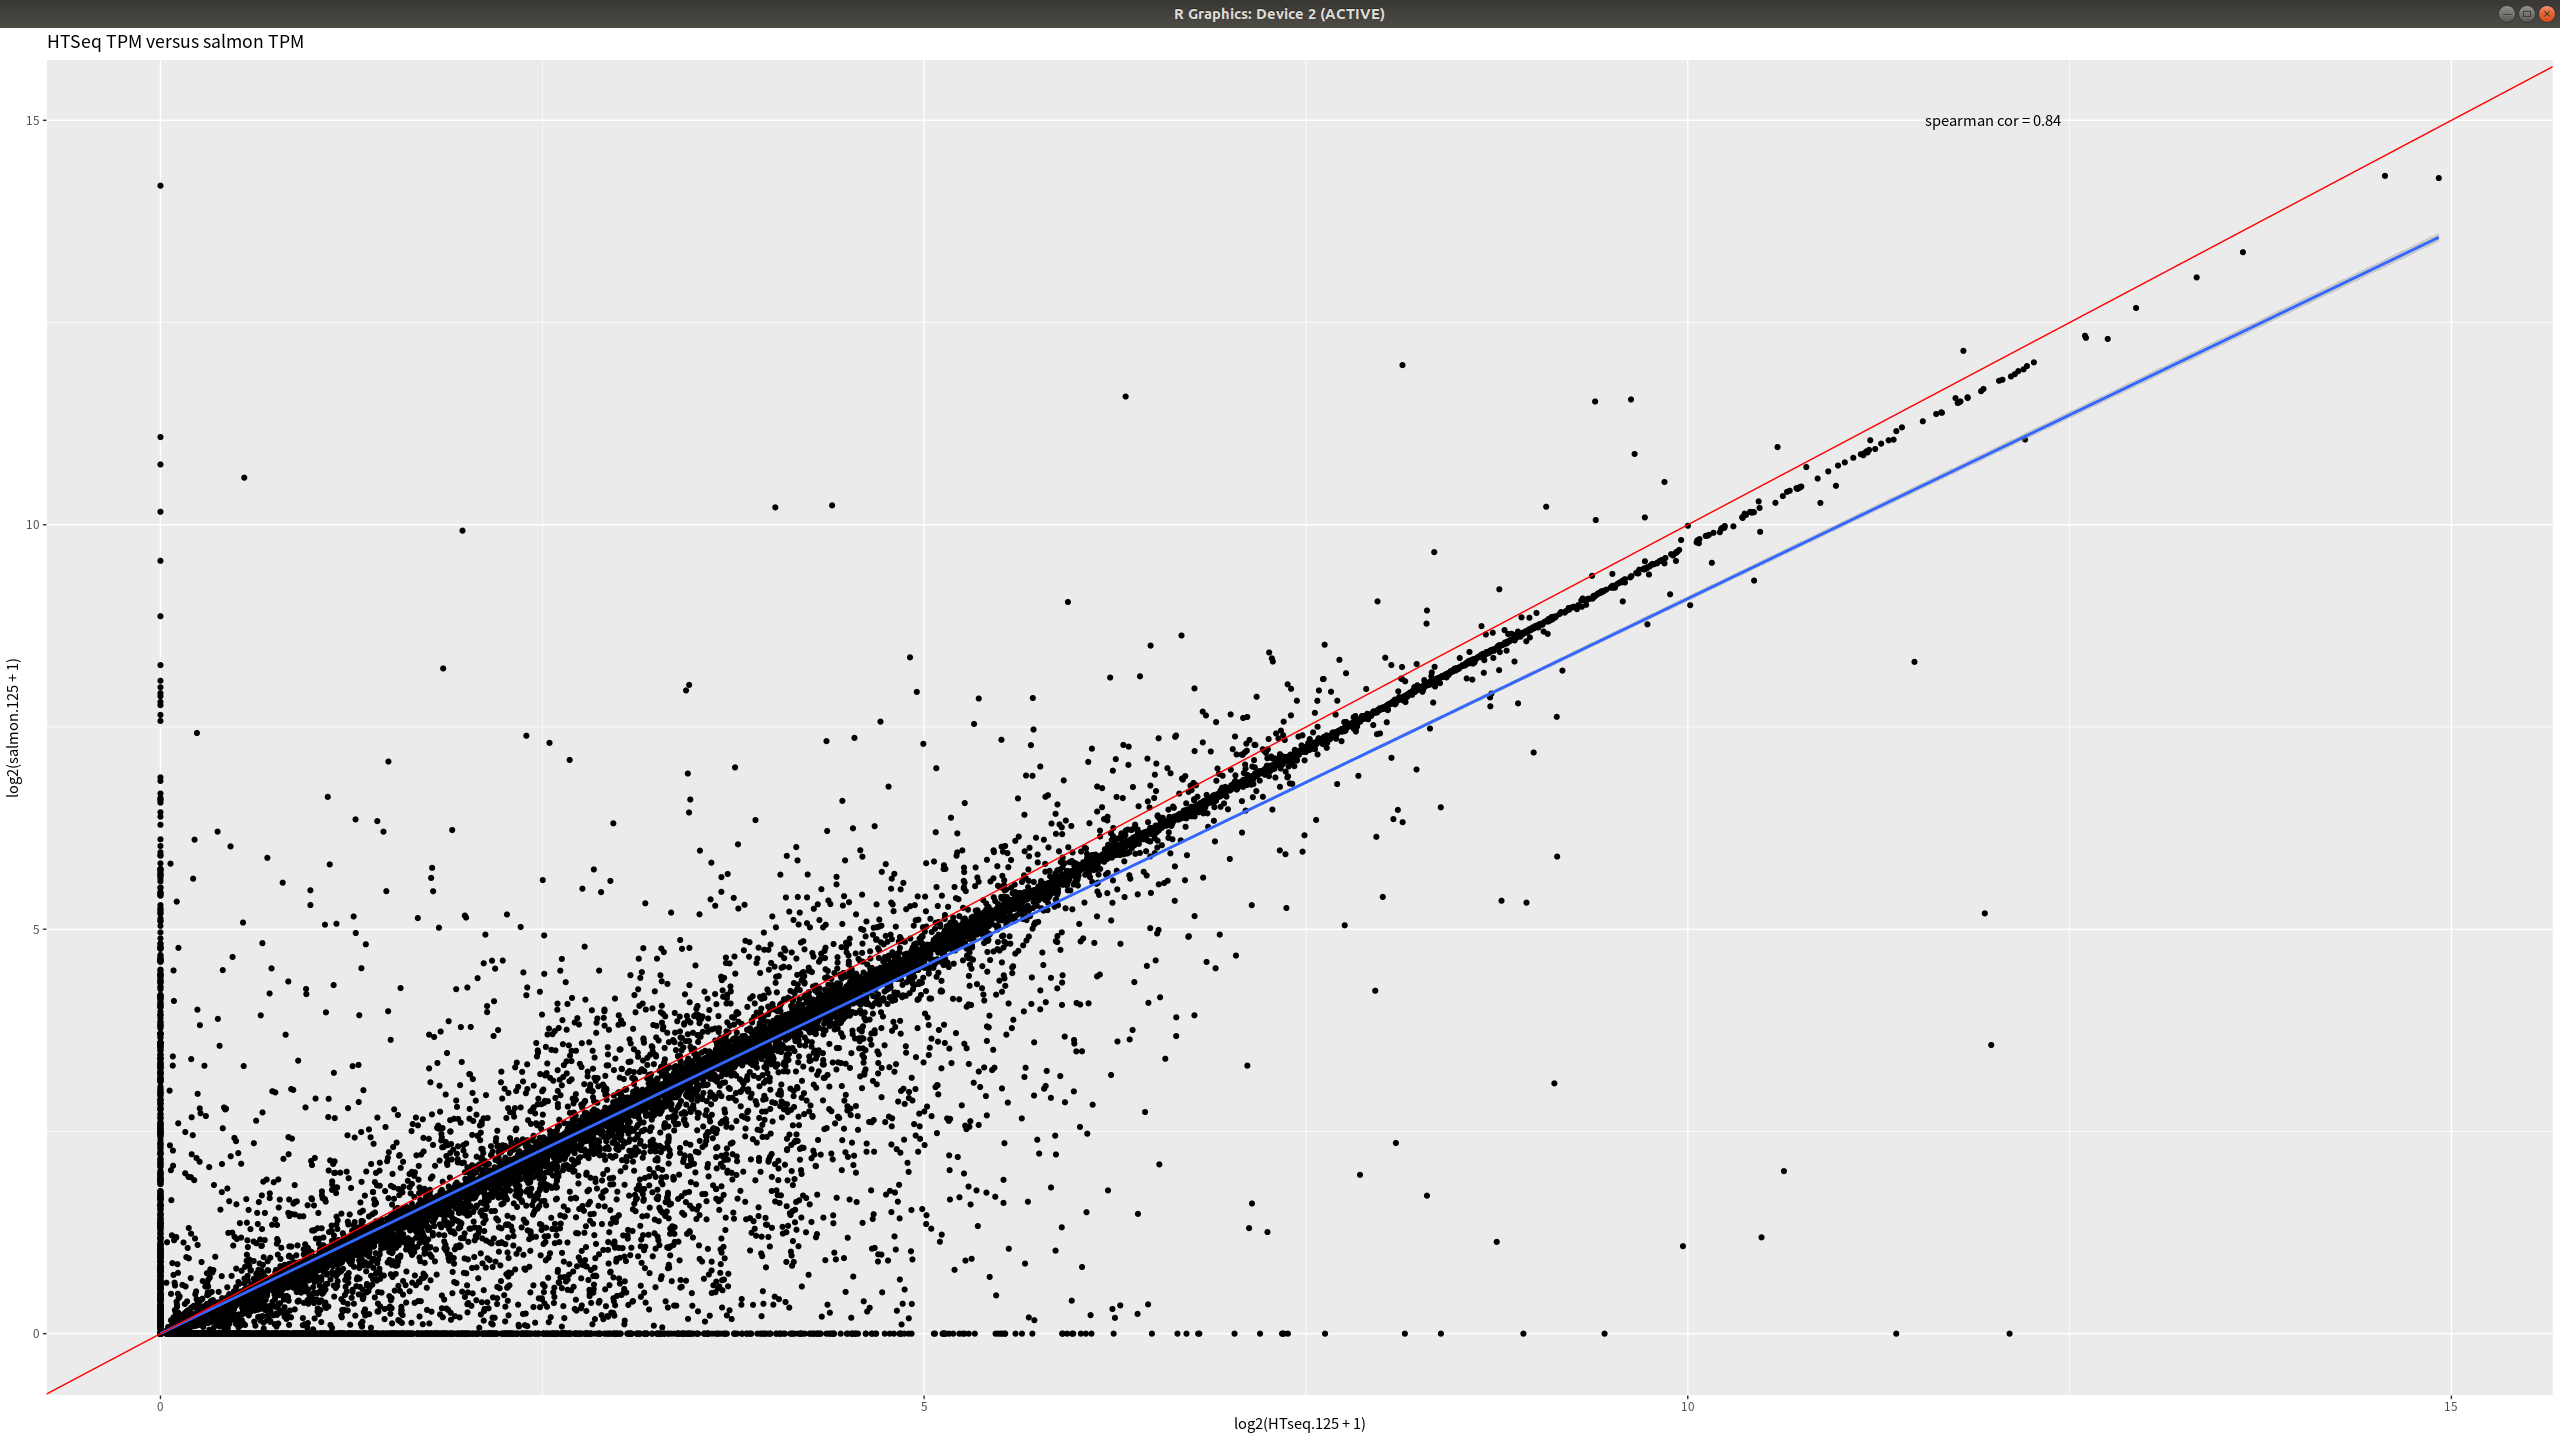 R Graphics: Device 2 (ACTIVE)
HTSeq TPM versus salmon TPM
spearman cor = 0.84
15
10
5
0
log2(salmon.125 + 1)
0
5
10
15
log2(HTseq.125 + 1)